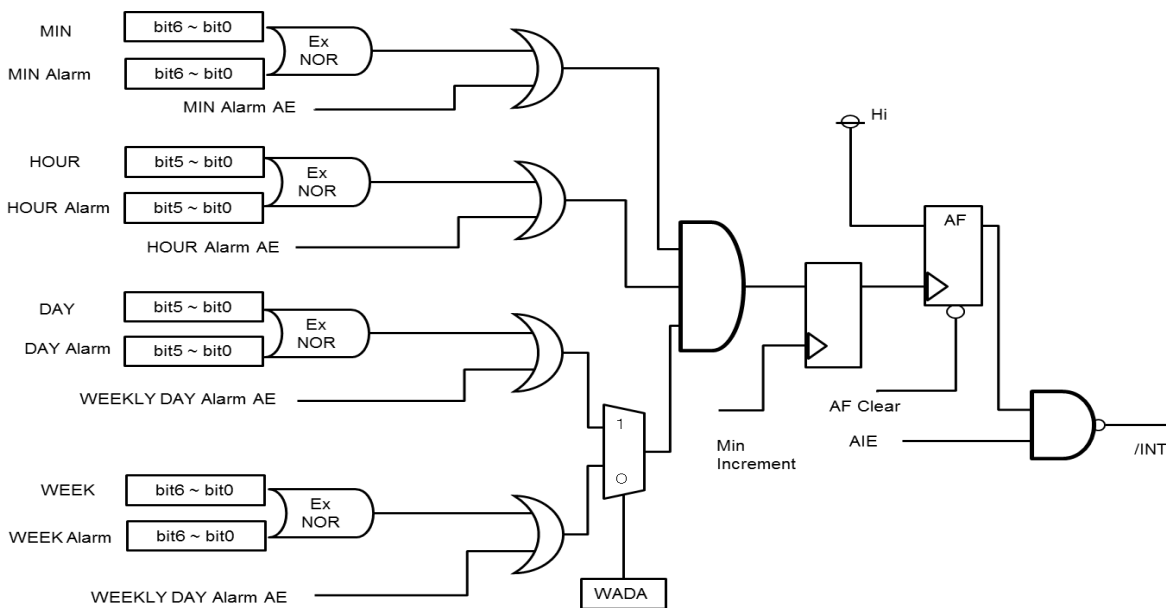 MIN
bit6 ~ bit0
Ex
NOR
MIN Alarm
bit6 ~ bit0
MIN Alarm AE
Hi
HOUR
bit5 ~ bit0
Ex
NOR
HOUR Alarm
bit5 ~ bit0
HOUR Alarm AE
AF
DAY
bit5 ~ bit0
Ex
NOR
DAY Alarm
bit5 ~ bit0
WEEKLY DAY Alarm AE
1
0
Min
Increment
AF Clear
AIE
/INT
WEEK
bit6 ~ bit0
Ex
NOR
WEEK Alarm
bit6 ~ bit0
WEEKLY DAY Alarm AE
WADA